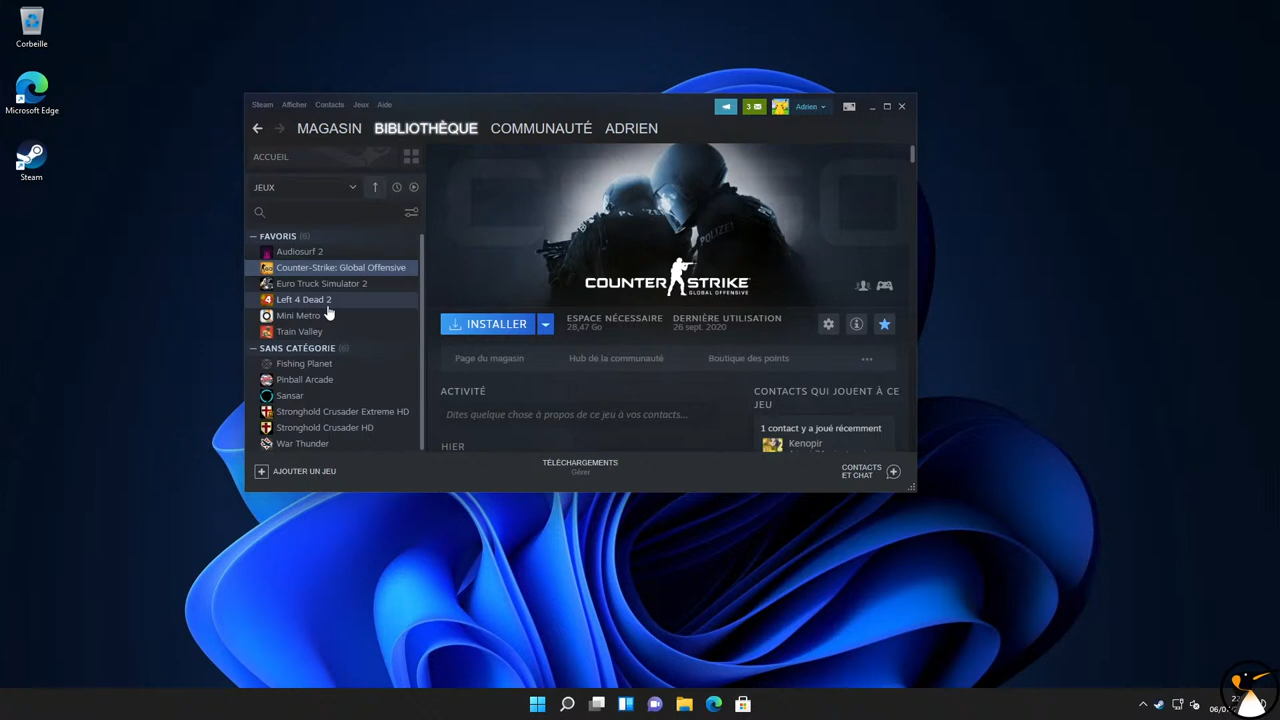 Corbeille
Microsoft Edge
Steam
Steam Afficher Contacts Jeux Aide
3
Adrien
MAGASIN BIBLIOTHÈQUE COMMUNAUTÉ ADRIEN
ACCUEIL
JEUX
FAVORIS (6)
Audiosurf 2
Counter-Strike: Global Offensive
Euro Truck Simulator 2
Left 4 Dead 2
Mini Metro
Train Valley
SANS CATÉGORIE (6)
Fishing Planet
Pinball Arcade
Sansar
Stronghold Crusader Extreme HD
Stronghold Crusader HD
War Thunder
AJOUTER UN JEU
POLIZEI
COUNTER STRIKE
GLOBAL OFFENSIVE
INSTALLER
ESPACE NÉCESSAIRE
28,47 Go
DERNIÈRE UTILISATION
26 sept. 2020
Page du magasin Hub de la communauté Boutique des points
ACTIVITÉ
Dites quelque chose à propos de ce jeu à vos contacts...
HIER
CONTACTS QUI JOUENT À CE
JEU
1 contact y a joué récemment
Kenopir
TÉLÉCHARGEMENTS
Gérer
CONTACTS
ET CHAT